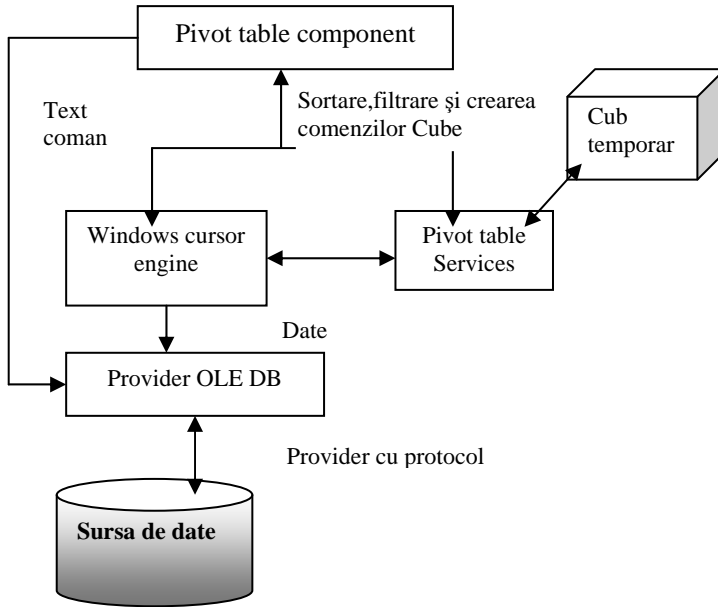 Pivot table component
Text
coman
Sortare,filtrare şi crearea
comenzilor Cube
Cub
temporar
Windows cursor
engine
Pivot table
Services
Date
Provider OLE DB
Provider cu protocol
Sursa de date